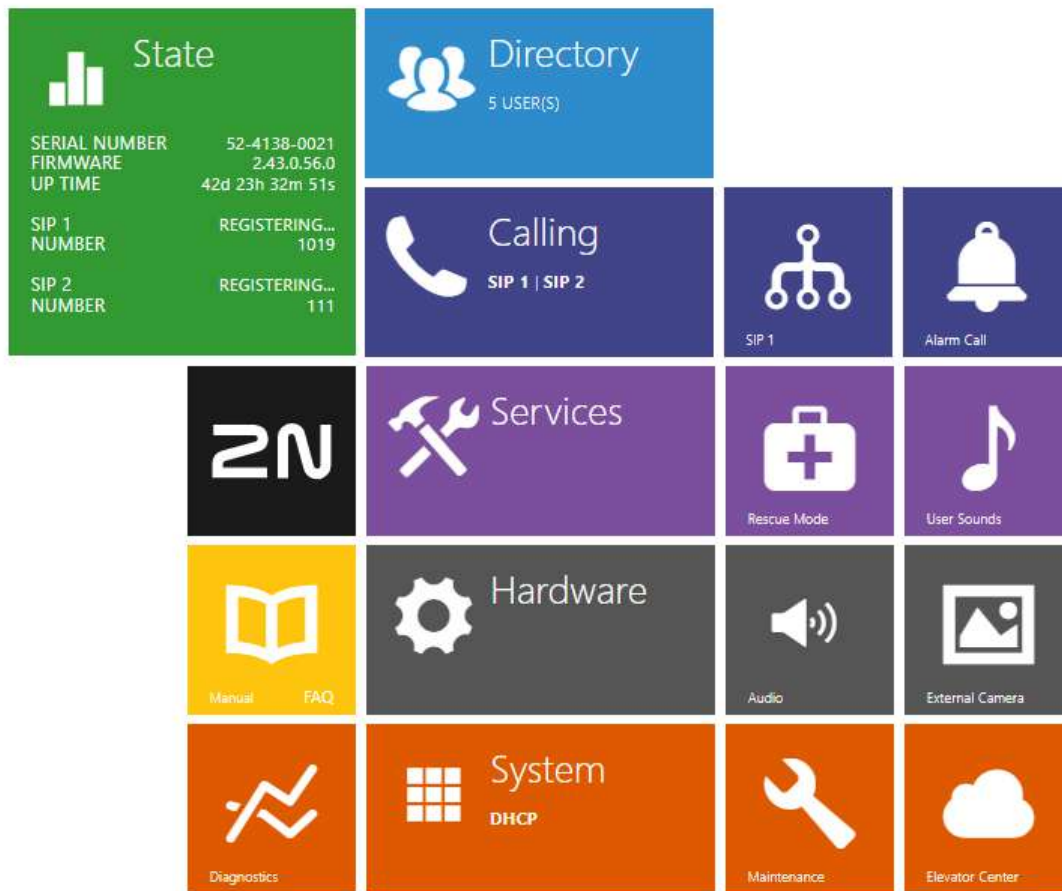 State
SERIAL NUMBER 52-4138-0021
FIRMWARE 2.43.0.56.0
UP TIME 42d 23h 32m 51s
SIP 1 REGISTERING...
NUMBER 1019
SIP 2 REGISTERING...
NUMBER 111
Directory
5 USER(S)
Calling
SIP 1 | SIP 2
SIP 1
Alarm Call
2N
Services
Rescue Mode
User Sounds
Manual FAQ
Hardware
Audio
External Camera
Diagnostics
System
DHCP
Maintenance
Elevator Center